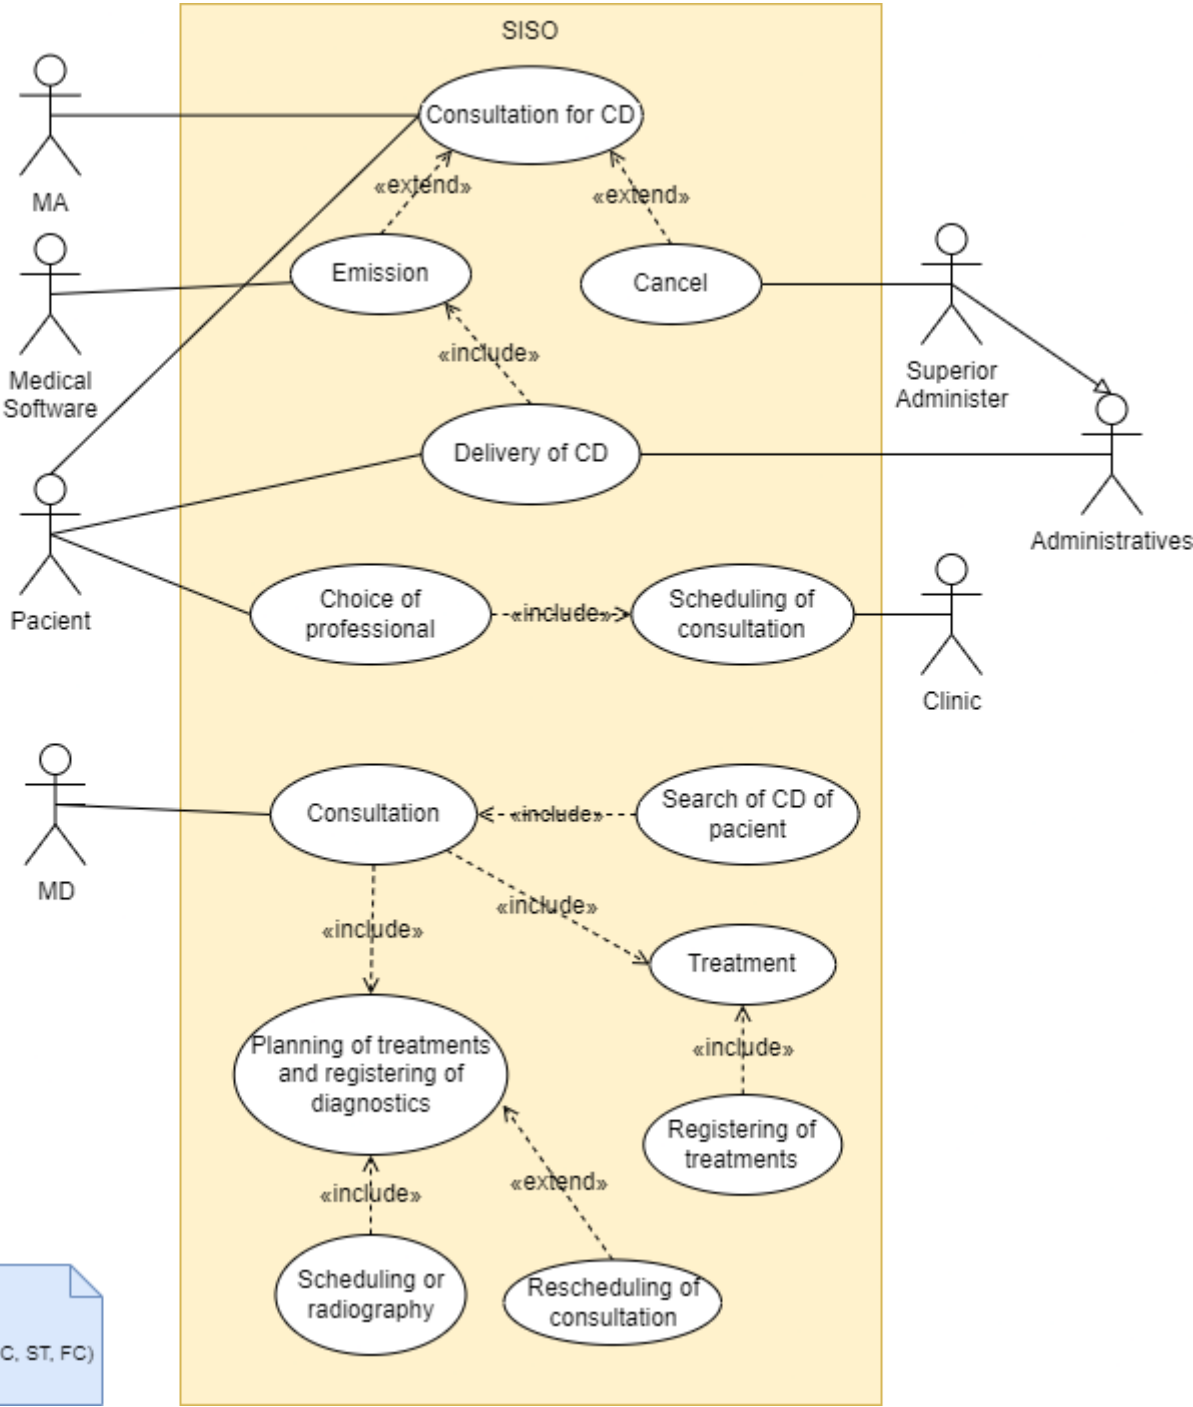 SISO
Consultation for CD
MA
«extend»
«extend»
Emission
Cancel
Medical
Software
«include»
Superior
Administer
Delivery of CD
Administratives
Pacient
Choice of
professional
«include»
Scheduling of
consultation
Clinic
Consultation
«include»
Search of CD of
pacient
MD
«include»
«include»
Treatment
Planning of treatments
and registering of
diagnostics
«include»
Registering of
treatments
«include»
«extend»
Scheduling or
radiography
Rescheduling of
consultation
C, ST, FC)